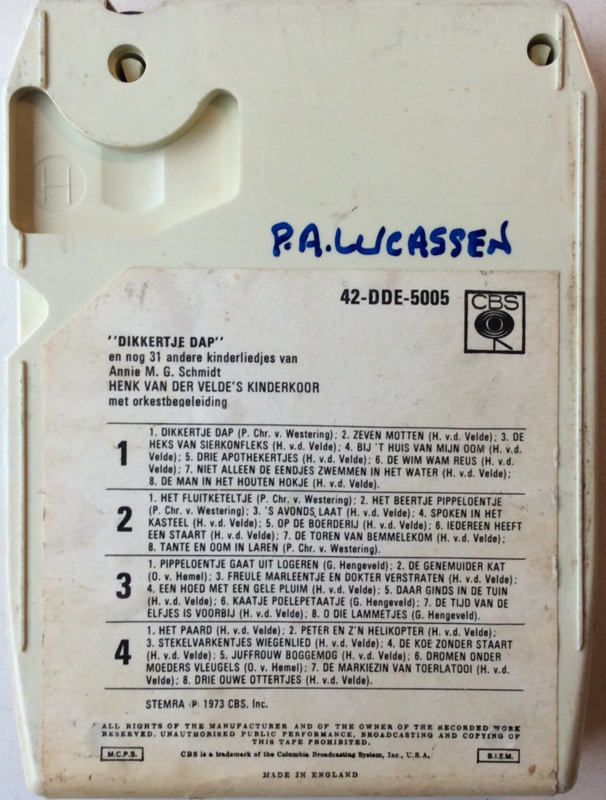 H
P.A.LUCASSEN
42-DDE-5005
CBS
"DIKKERTJE DAP"
en nog 31 andere kinderliedjes van
Annie M. G. Schmidt
HENK VAN DER VELDE'S KINDERKOOR
met orkestbegeleiding
1
1. DIKKERTJE DAP (P. Chr. v. Westering); 2. ZEVEN MOTTEN (H. v.d. Velde); 3. DE
HEKS VAN SIERKONFLEKS (H. v.d. Velde); 4. BIJ 'T HUIS VAN MIJN OOM (H. v.d.
Velde); 5. DRIE APOTHEKERTJES (H. v.d. Velde); 6. DE WIM WAM REUS (H. v.d.
Velde); 7. NIET ALLEEN DE EENDJES ZWEMMEN IN HET WATER (H. v.d. Velde);
8. DE MAN IN HET HOUTEN HOKJE (H. v.d. Velde).
2
1. HET FLUITKETELTJE (P. Chr. v. Westering); 2. HET BEERTJE PIPPELOENTJE
(P. Chr. v. Westering); 3. 'S AVONDS LAAT (H. v.d. Velde); 4. SPOKEN IN HET
KASTEEL (H. v.d. Velde); 5. OP DE BOERDERIJ (H. v.d. Velde); 6. IEDEREEN HEEFT
EEN STAART (H. v.d. Velde); 7. DE TOREN VAN BEMMELEKOM (H. v.d. Velde);
8. TANTE EN OOM IN LAREN (P. Chr. v. Westering).
3
1. PIPPELOENTJE GAAT UIT LOGEREN (G. Hengeveld); 2. DE GENEMUIDER KAT
(O. v. Hemel); 3. FREULE MARLEENTJE EN DOKTER VERSTRATEN (H. v.d. Velde);
4. EEN HOED MET EEN GELE PLUIM (H. v.d. Velde); 5. DAAR GINDS IN DE TUIN
(H. v.d. Velde); 6. KAATJE POELEPETAATJE (G. Hengeveld); 7. DE TIJD VAN DE
ELFJES IS VOORBIJ (H. v.d. Velde); 8. O DIE LAMMETJES (G. Hengeveld).
4
1. HET PAARD (H. v.d. Velde); 2. PETER EN Z'N HELIKOPTER (H. v.d. Velde);
3. STEKELVARKENTJES WIEGENLIED (H. v.d. Velde); 4. DE KOE ZONDER STAART
(H. v.d. Velde); 5. JUFFROUW BOGGEMOG (H. v.d. Velde); 6. DROMEN ONDER
MOEDERS VLEUGELS (O. v. Hemel); 7. DE MARKIEZIN VAN TOERLATOOI (H. v.d.
Velde); 8. DRIE OUWE OTTERTJES (H. v.d. Velde).
STEMRA ℗ 1973 CBS, Inc.
ALL RIGHTS OF THE MANUFACTURER AND OF THE OWNER OF THE RECORDED WORK
RESERVED. UNAUTHORISED PUBLIC PERFORMANCE, BROADCASTING AND COPYING OF
THIS TAPE PROHIBITED.
M.C.P.S.
CBS is a trademark of the Columbia Broadcasting System, Inc., U.S.A.
B.I.E.M.
MADE IN ENGLAND